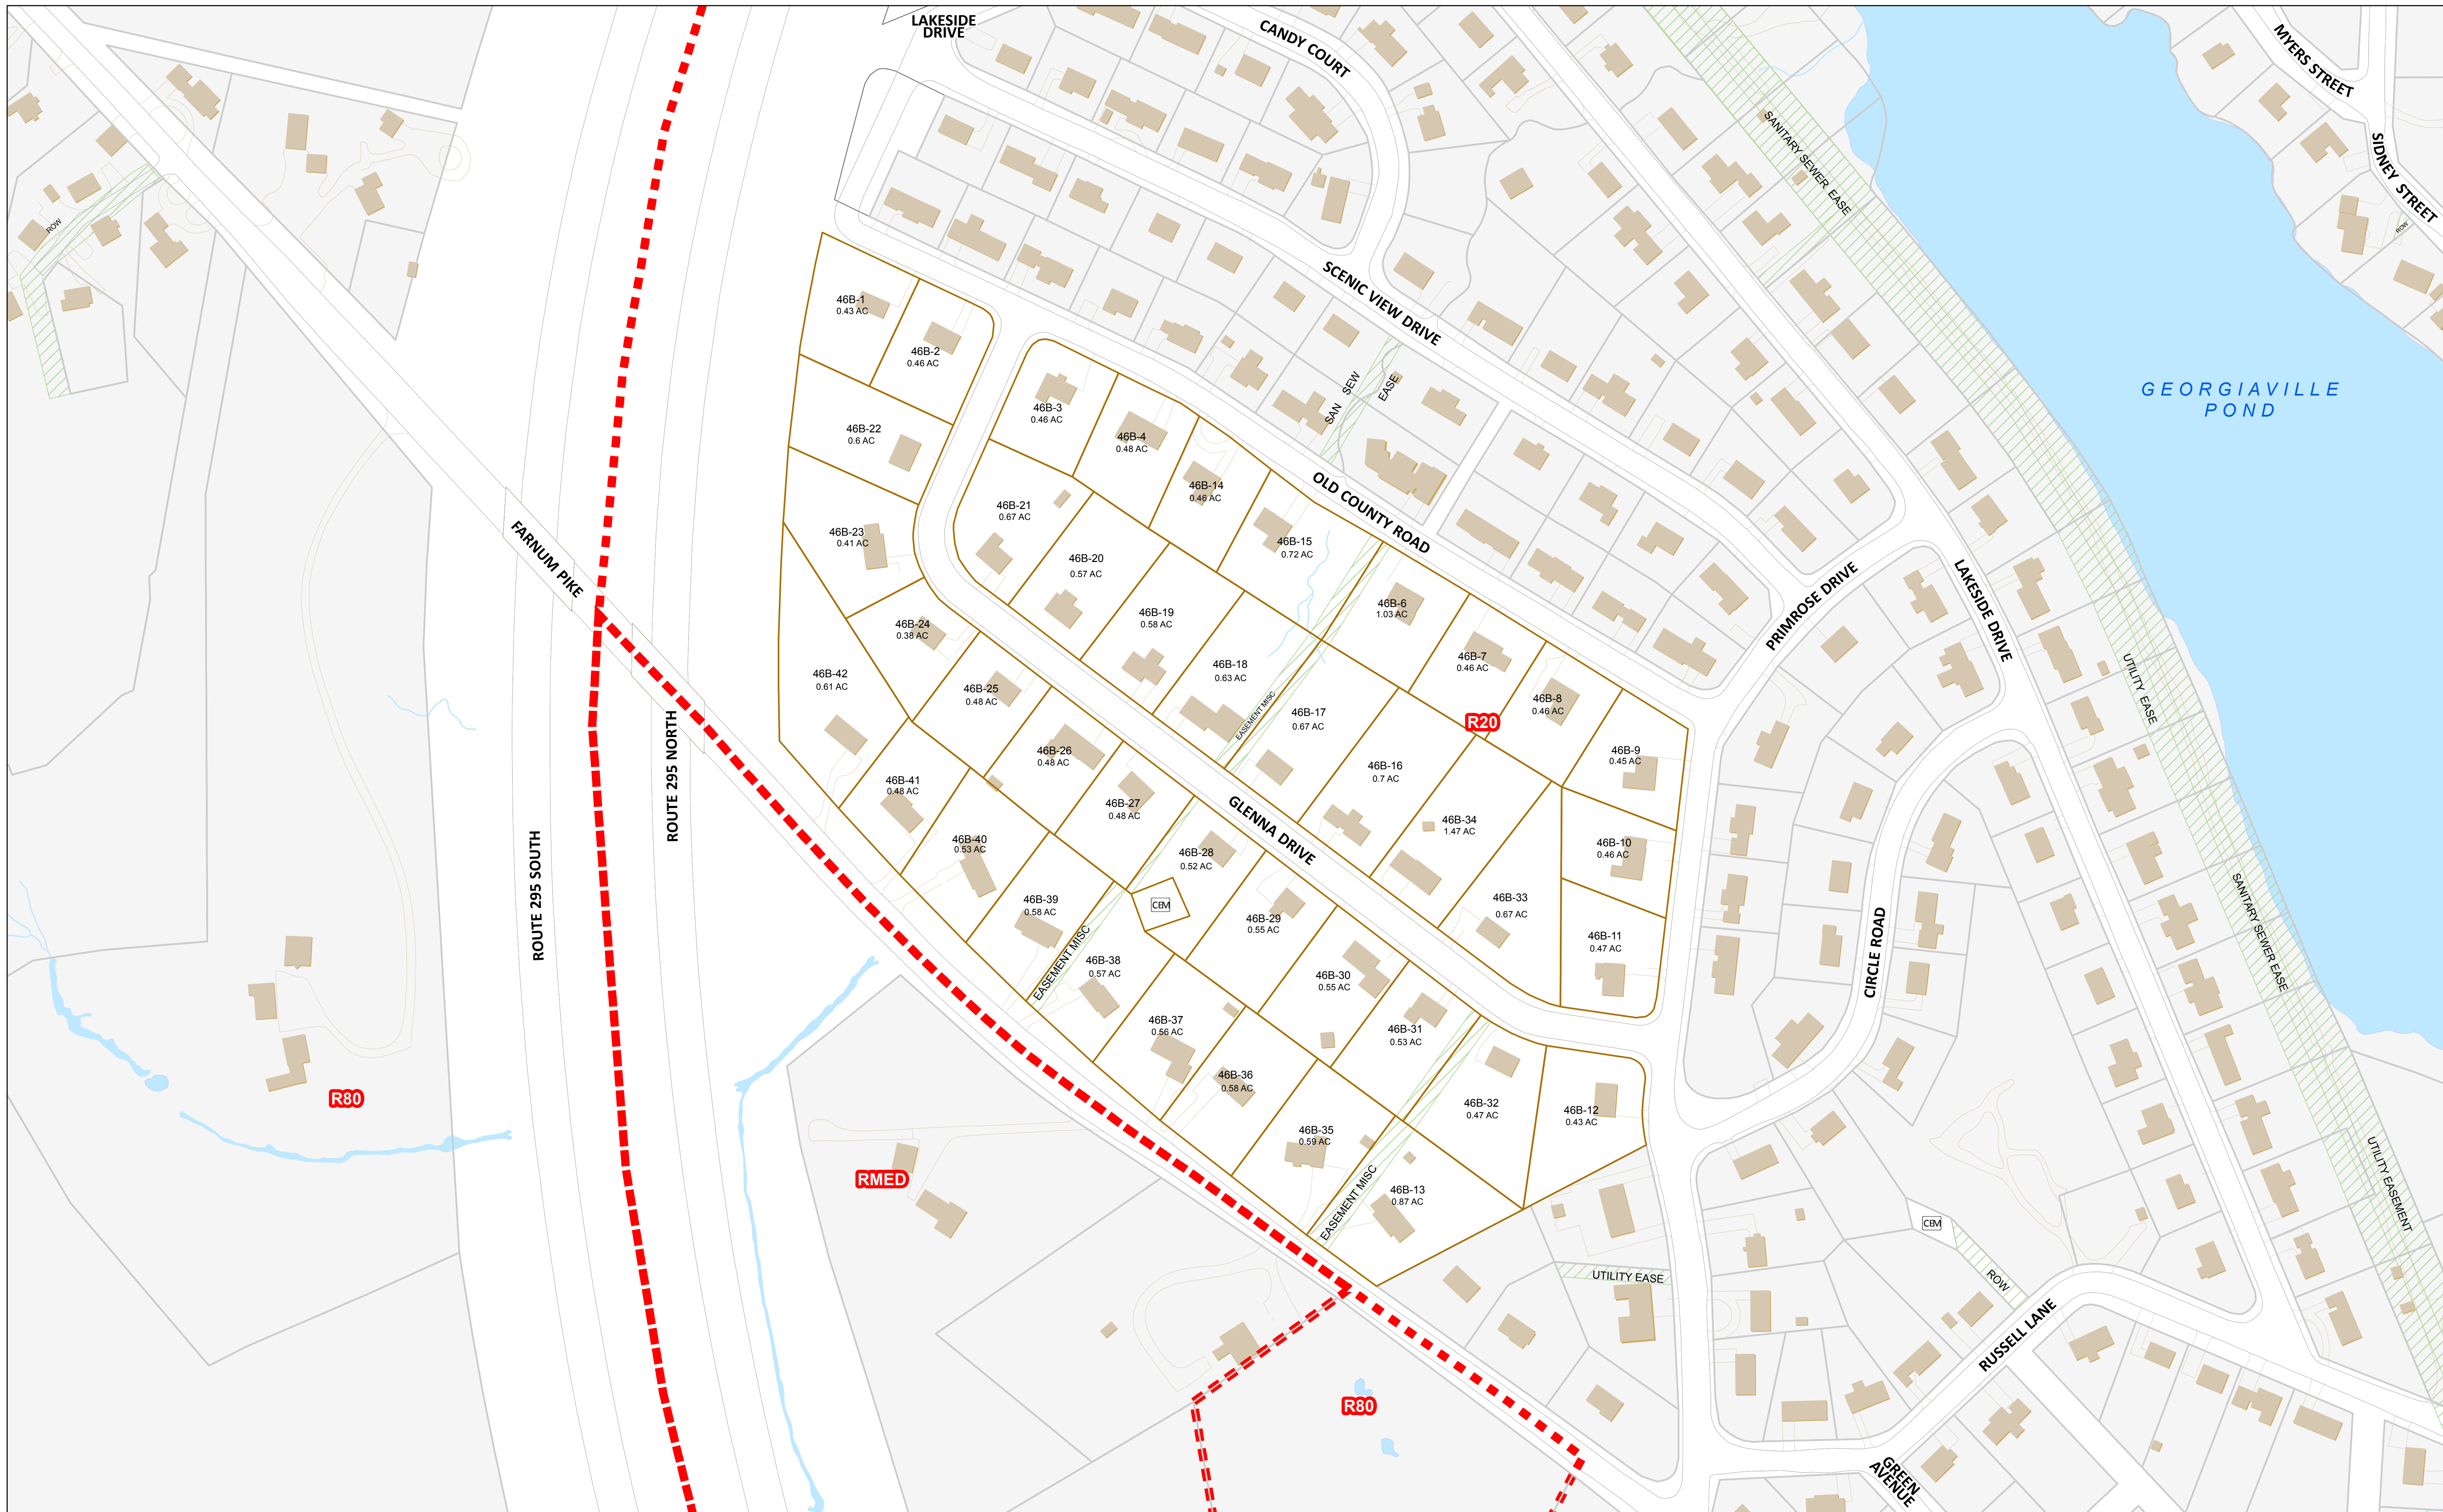 LAKESIDE
DRIVE
CANDY COURT
MYERS STREET
SIDNEY STREET
SANITARY SEWER EASE
ROW
ROW
SCENIC VIEW DRIVE
GEORGIAVILLE
POND
46B-1
0.43 AC
46B-2
0.46 AC
46B-3
0.46 AC
46B-4
0.48 AC
46B-22
0.6 AC
SAN SEW
EASE
46B-14
0.46 AC
46B-21
0.67 AC
OLD COUNTY ROAD
46B-23
0.41 AC
46B-15
0.72 AC
46B-20
0.57 AC
FARNUM PIKE
46B-6
1.03 AC
46B-19
0.58 AC
PRIMROSE DRIVE
LAKESIDE DRIVE
46B-24
0.38 AC
46B-7
0.46 AC
46B-18
0.63 AC
46B-42
0.61 AC
46B-25
0.48 AC
UTILITY EASE
46B-8
0.46 AC
EASEMENT MISC
46B-17
0.67 AC
R20
46B-26
0.48 AC
46B-9
0.45 AC
46B-16
0.7 AC
ROUTE 295 NORTH
46B-41
0.48 AC
46B-27
0.48 AC
46B-34
1.47 AC
GLENNA DRIVE
46B-40
0.53 AC
46B-10
0.46 AC
46B-28
0.52 AC
ROUTE 295 SOUTH
46B-39
0.58 AC
CEM
46B-33
0.67 AC
46B-29
0.55 AC
SANITARY SEWER EASE
46B-11
0.47 AC
CIRCLE ROAD
EASEMENT MISC
46B-38
0.57 AC
46B-30
0.55 AC
46B-37
0.56 AC
46B-31
0.53 AC
46B-36
0.58 AC
R80
46B-32
0.47 AC
46B-12
0.43 AC
46B-35
0.59 AC
UTILITY EASEMENT
RMED
EASEMENT MISC
46B-13
0.87 AC
CEM
UTILITY EASE
ROW
RUSSELL LANE
R80
GREEN
AVENUE